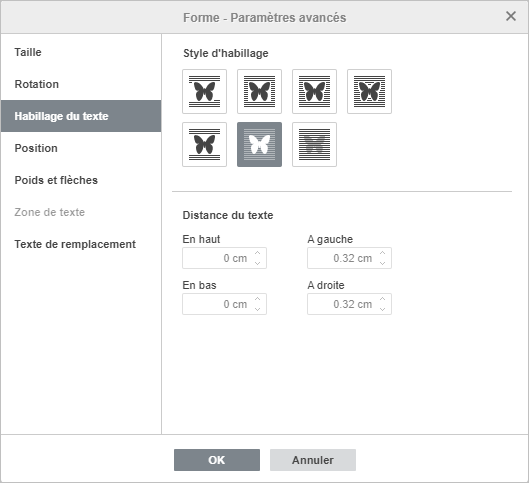 Forme - Paramètres avancés
Taille
Rotation
Habillage du texte
Position
Poids et flèches
Zone de texte
Texte de remplacement
Style d'habillage
Distance du texte
En haut
A gauche
0 cm
0.32 cm
En bas
A droite
0 cm
0.32 cm
OK
Annuler